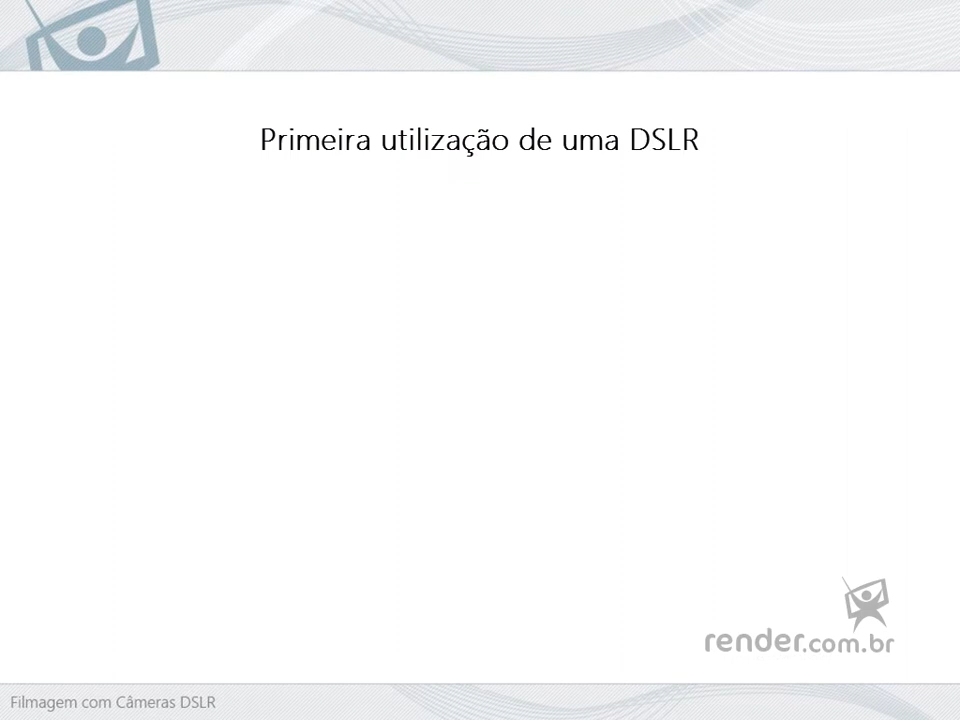 Primeira utilização de uma DSLR
render.com.br
Filmagem com Câmeras DSLR